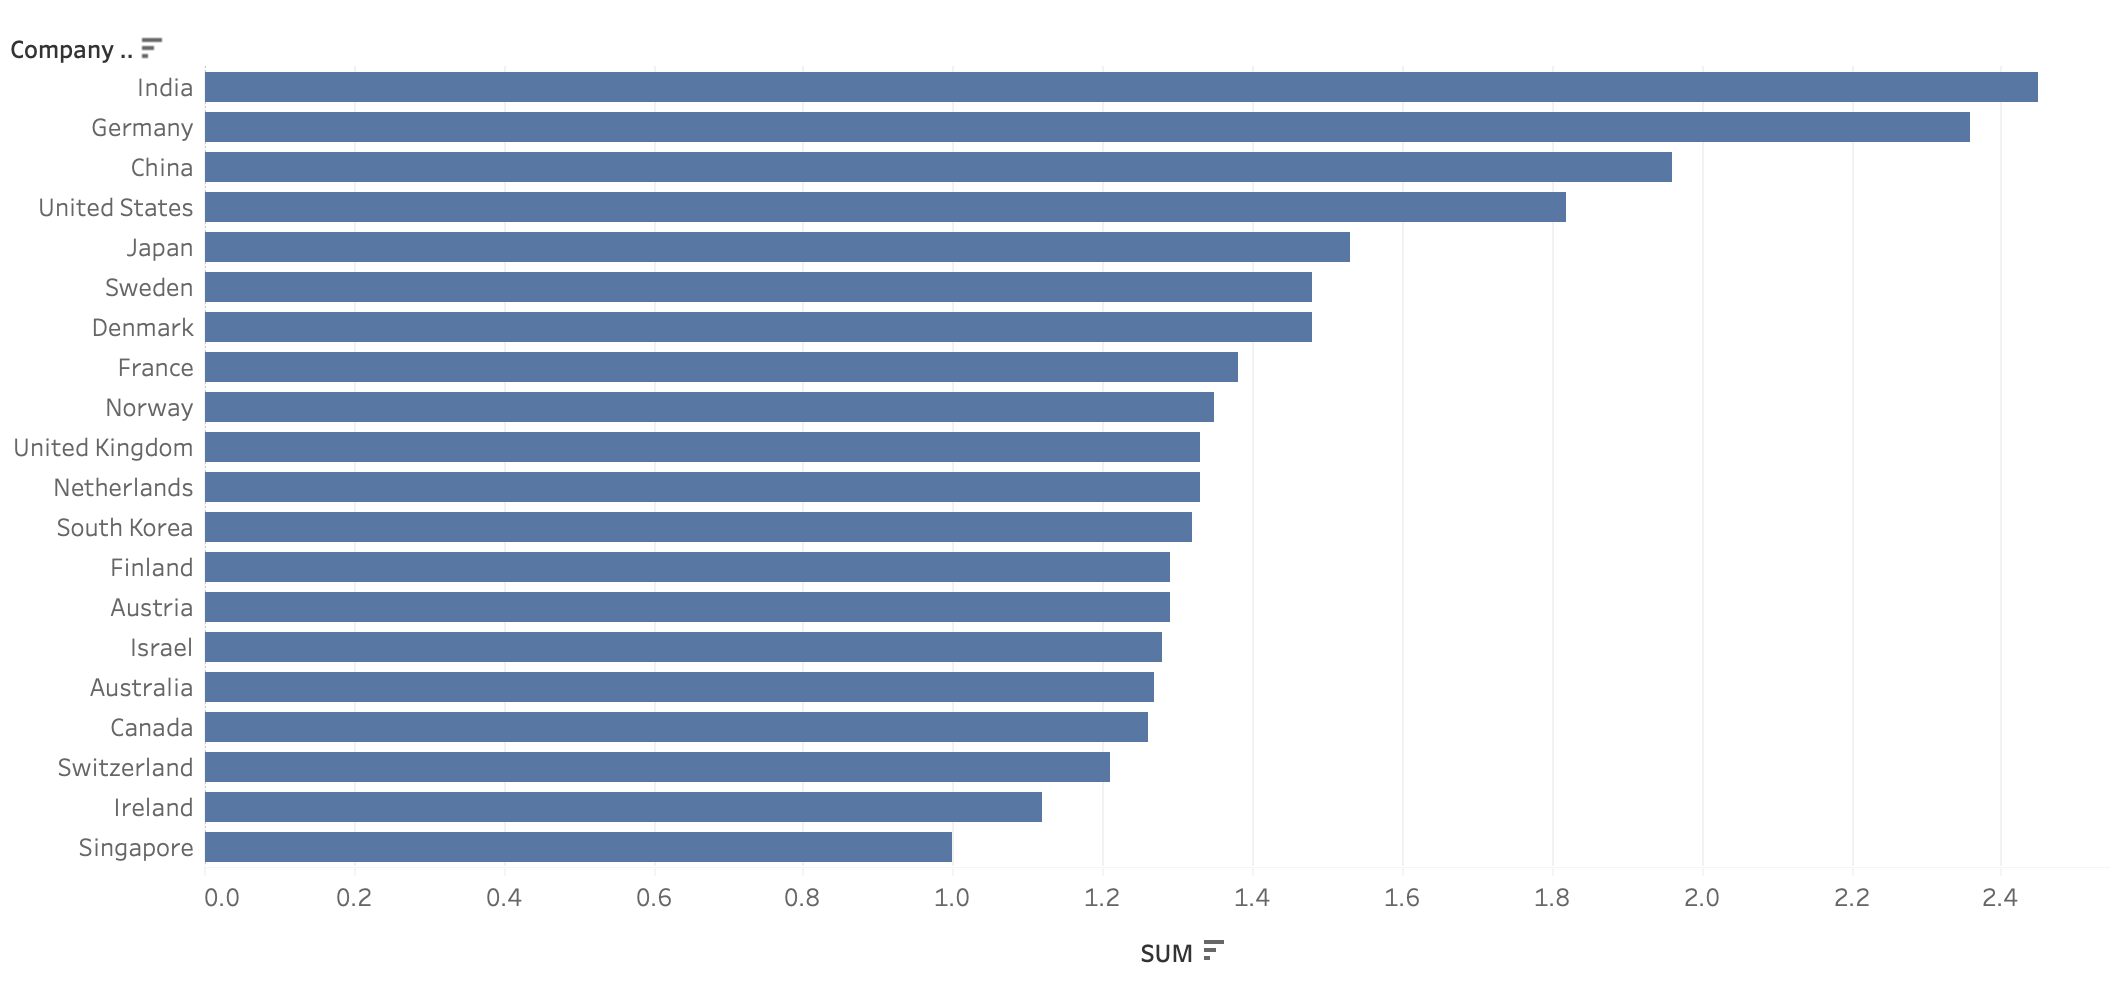 Company ..
India
Germany
China
United States
Japan
Sweden
Denmark
France
Norway
United Kingdom
Netherlands
South Korea
Finland
Austria
Israel
Australia
Canada
Switzerland
Ireland
Singapore
0.0 0.2 0.4 0.6 0.8 1.0 1.2 1.4 1.6 1.8 2.0 2.2 2.4
SUM